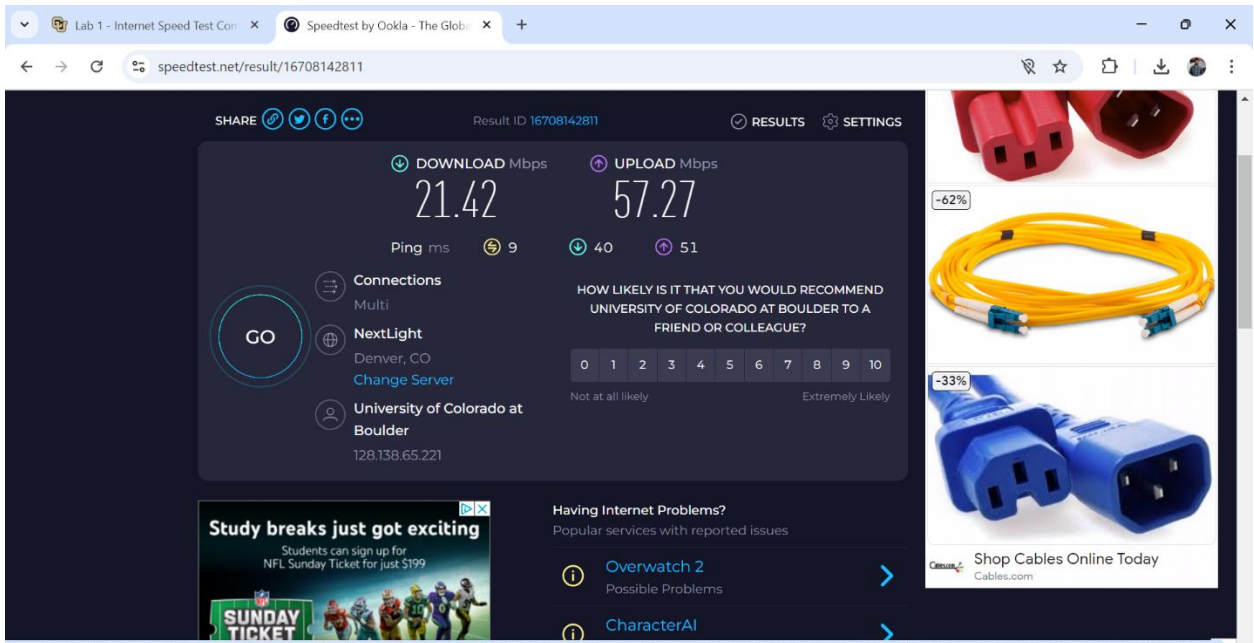 Lab 1 - Internet Speed Test Con
Speedtest by Ookla - The Globa
speedtest.net/result/16708142811
SHARE
Result ID 16708142811
RESULTS
SETTINGS
DOWNLOAD Mbps
UPLOAD Mbps
21.42
57.27
Ping ms 9 40 51
Connections
Multi
NextLight
Denver, CO
Change Server
University of Colorado at
Boulder
128.138.65.221
GO
HOW LIKELY IS IT THAT YOU WOULD RECOMMEND
UNIVERSITY OF COLORADO AT BOULDER TO A
FRIEND OR COLLEAGUE?
0 1 2 3 4 5 6 7 8 9 10
Not at all likely
Extremely Likely
Study breaks just got exciting
Students can sign up for
NFL Sunday Ticket for just $199
SUNDAY
TICKET
Having Internet Problems?
Popular services with reported issues
Overwatch 2
Possible Problems
CharacterAI
-62%
-33%
Shop Cables Online Today
Cables.com